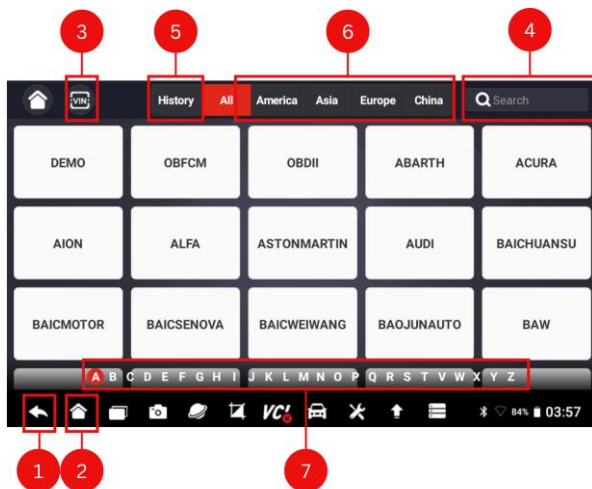 3 5 6 4
VIN History All America Asia Europe China Search
DEMO OBFCM OBDII ABARTH ACURA
AION ALFA ASTONMARTIN AUDI BAICHUANSU
BAICMOTOR BAICSENOVA BAICWEIWANG BAOJUNAUTO BAW
A B C D E F G H I J K L M N O P Q R S T V W X Y Z
VC! 84% 03:57
1 2 7